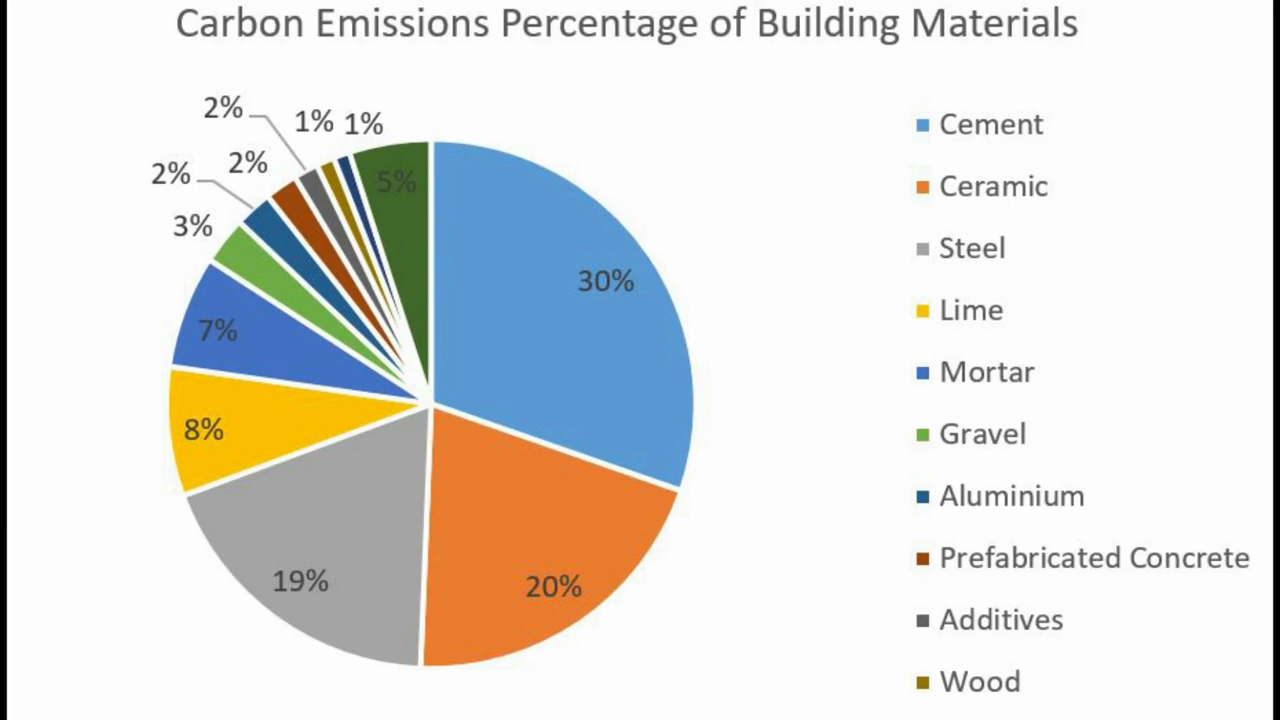 Carbon Emissions Percentage of Building Materials
2%
1%
1%
2%
2%
5%
3%
30%
7%
8%
19%
20%
Cement
Ceramic
Steel
Lime
Mortar
Gravel
Aluminium
Prefabricated Concrete
Additives
Wood